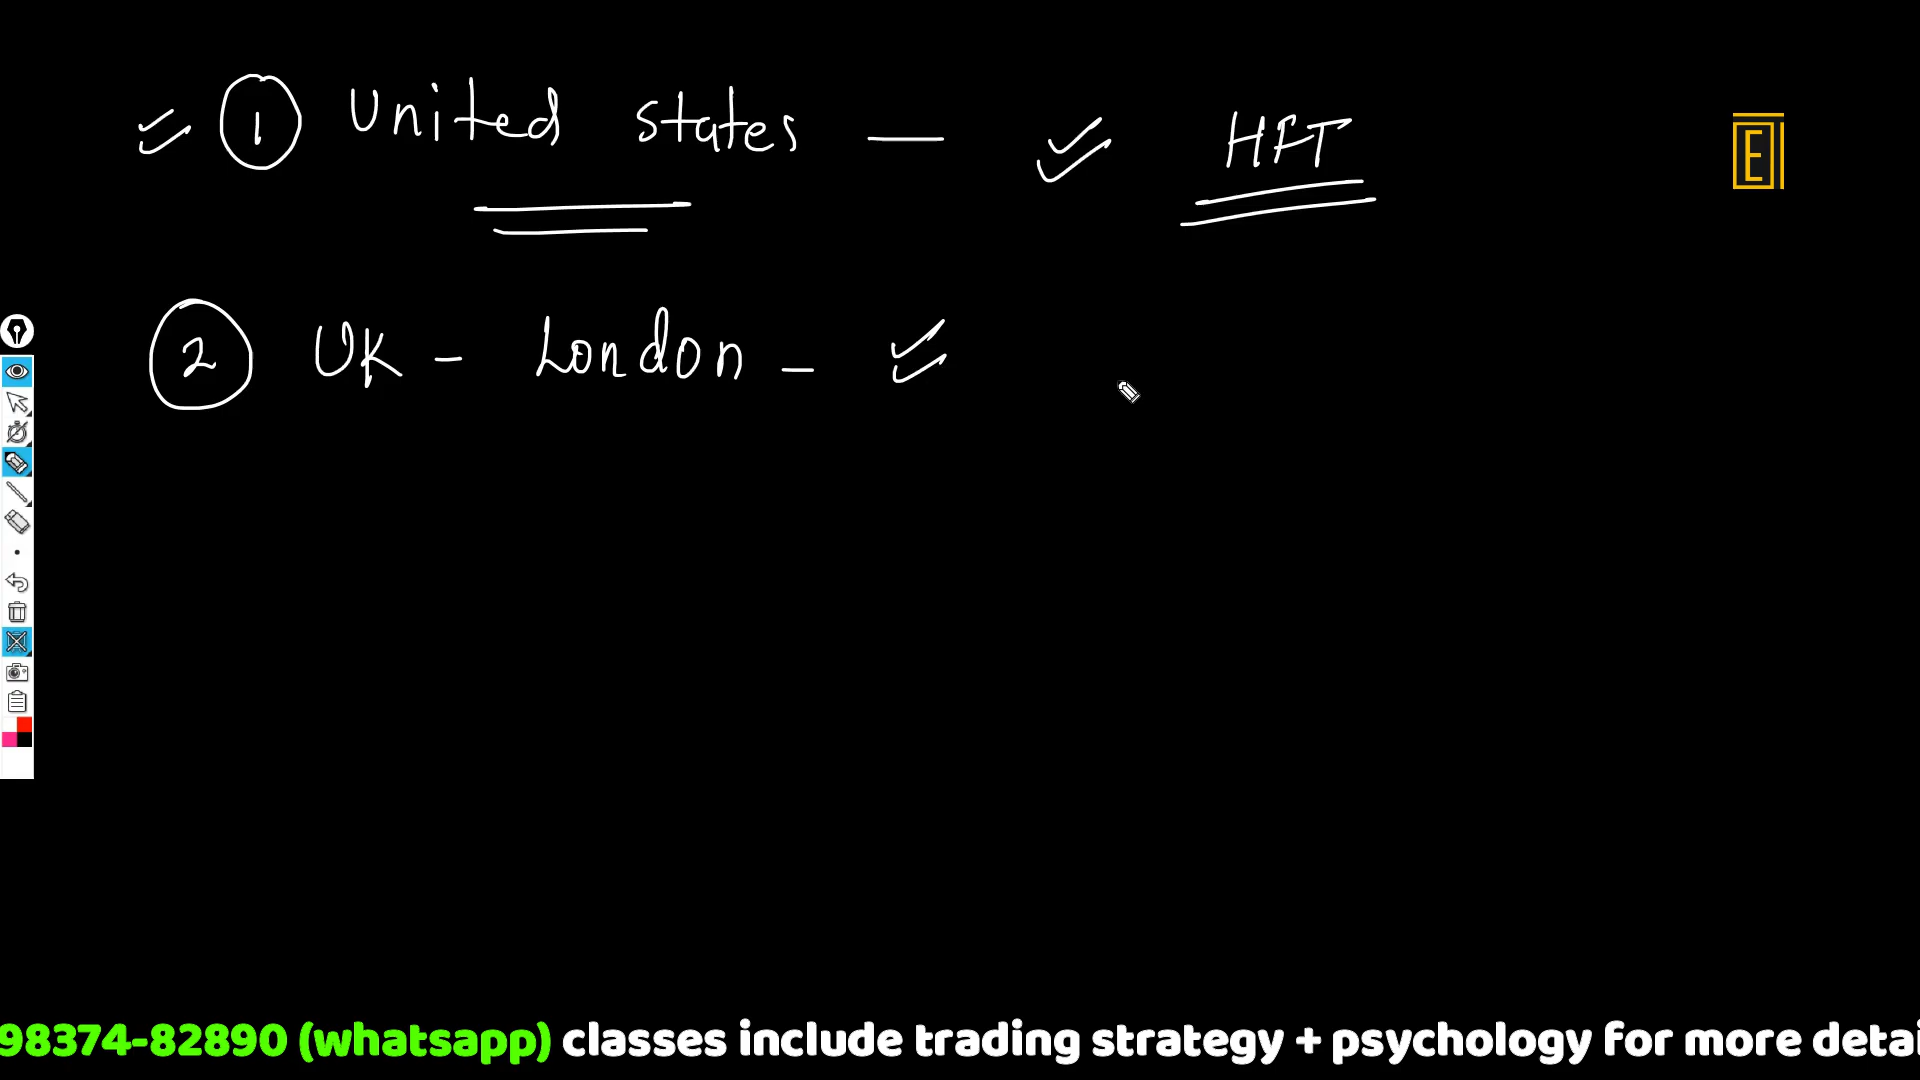 1 United states — HFT
E
2 UK - London -
98374-82890 (whatsapp) classes include trading strategy + psychology for more detai